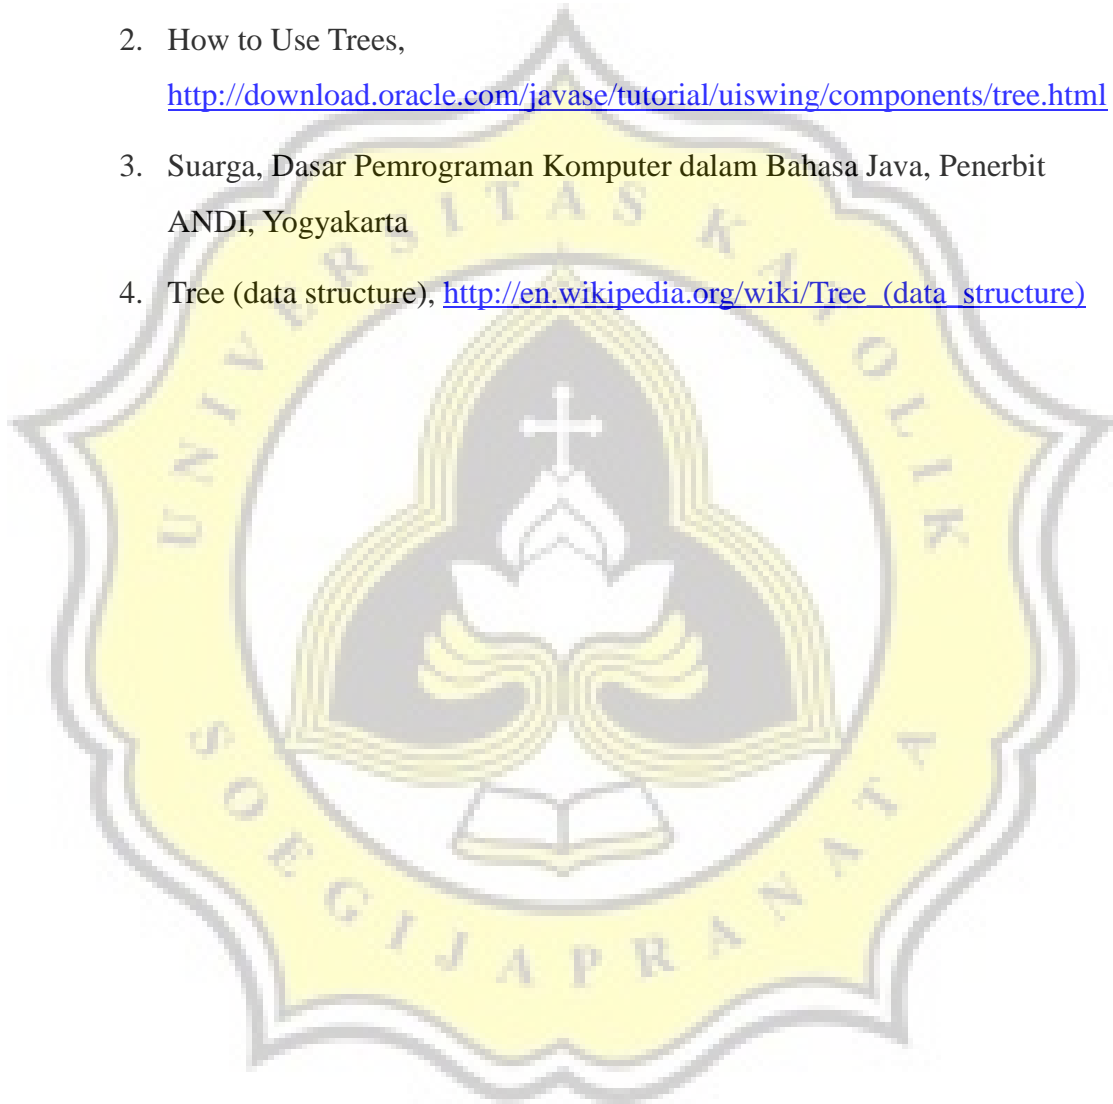 2. How to Use Trees,
http://download.oracle.com/javase/tutorial/uiswing/components/tree.html
3. Suarga, Dasar Pemrograman Komputer dalam Bahasa Java, Penerbit
ANDI, Yogyakarta
4. Tree (data structure), http://en.wikipedia.org/wiki/Tree_(data_structure)
UNIVERSITAS KATOLIK
SOEGIJAPRANATA